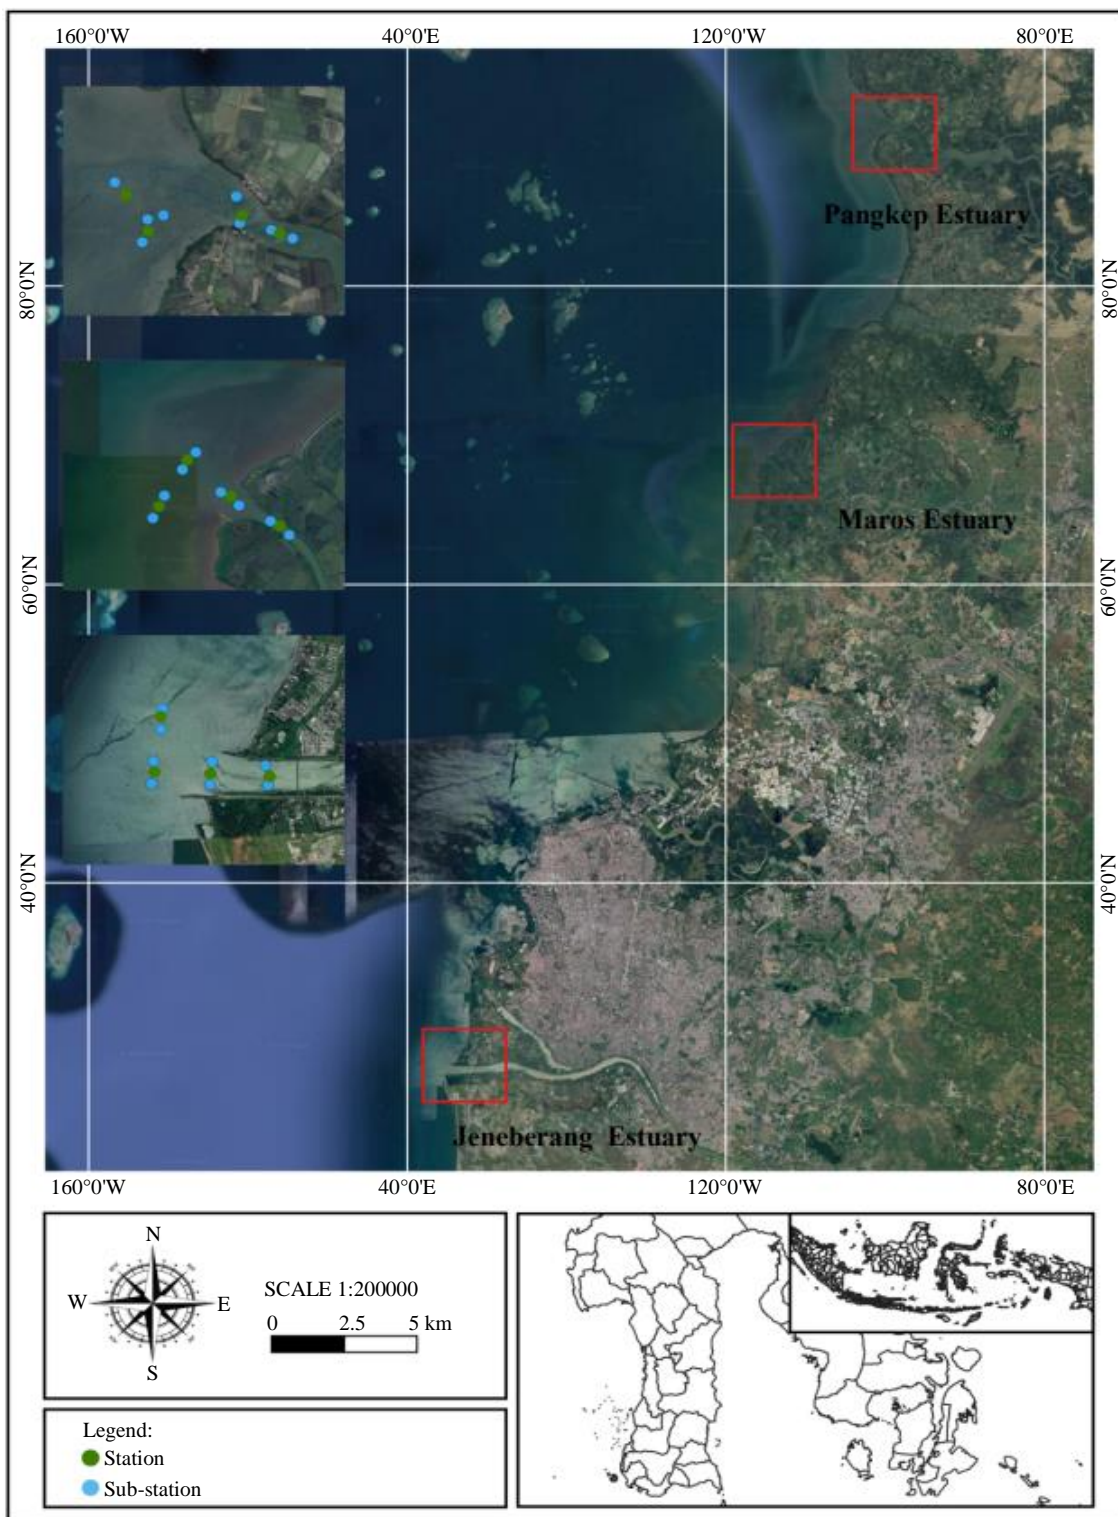 160°0'W 40°0'E 120°0'W 80°0'E
Pangkep Estuary
80°0'N 80°0'N
Maros Estuary
60°0'N 60°0'N
40°0'N 40°0'N
Jeneberang Estuary
160°0'W 40°0'E 120°0'W 80°0'E
N
W E
S
SCALE 1:200000
0 2.5 5 km
Legend:
Station
Sub-station